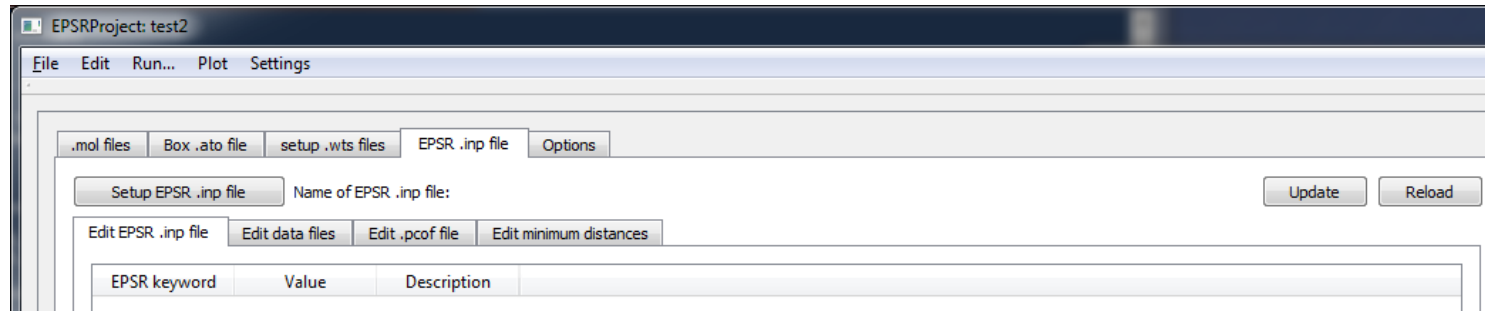 EPSRProject: test2
File Edit Run... Plot Settings
.mol files Box .ato file setup .wts files EPSR .inp file Options
Setup EPSR .inp file Name of EPSR .inp file: Update Reload
Edit EPSR .inp file Edit data files Edit .pcof file Edit minimum distances
EPSR keyword Value Description